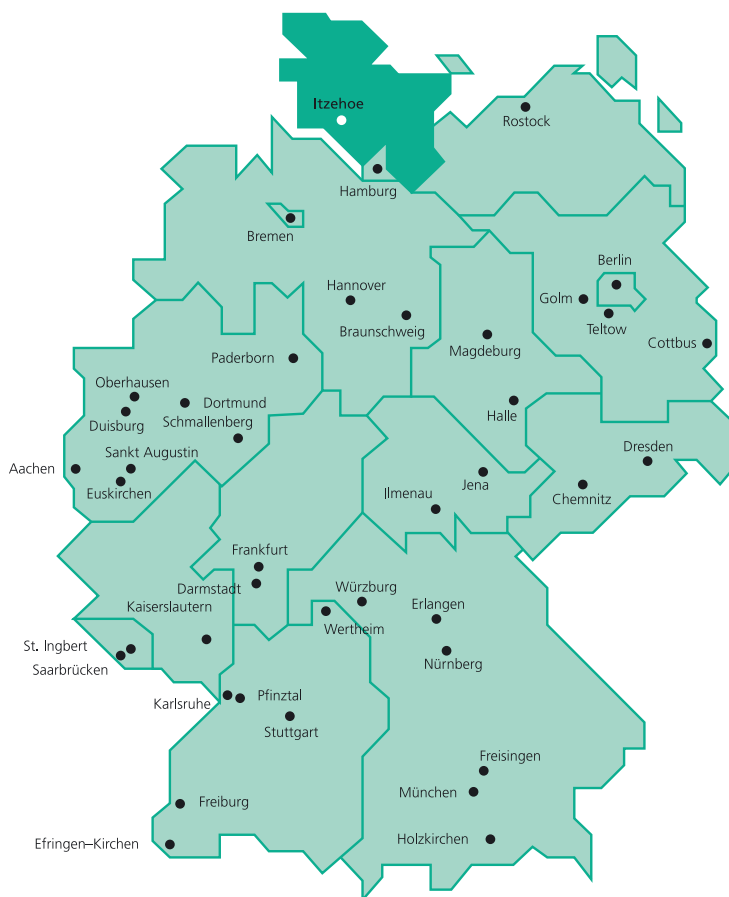 Itzehoe
Rostock
Hamburg
Bremen
Berlin
Hannover
Golm
Braunschweig
Teltow
Magdeburg
Cottbus
Paderborn
Oberhausen
Dortmund
Halle
Duisburg
Schmallenberg
Sankt Augustin
Dresden
Aachen
Jena
Euskirchen
Ilmenau
Chemnitz
Frankfurt
Darmstadt
Würzburg
Kaiserslautern
Erlangen
Wertheim
St. Ingbert
Nürnberg
Saarbrücken
Karlsruhe
Pfinztal
Stuttgart
Freisingen
München
Freiburg
Holzkirchen
Efringen–Kirchen